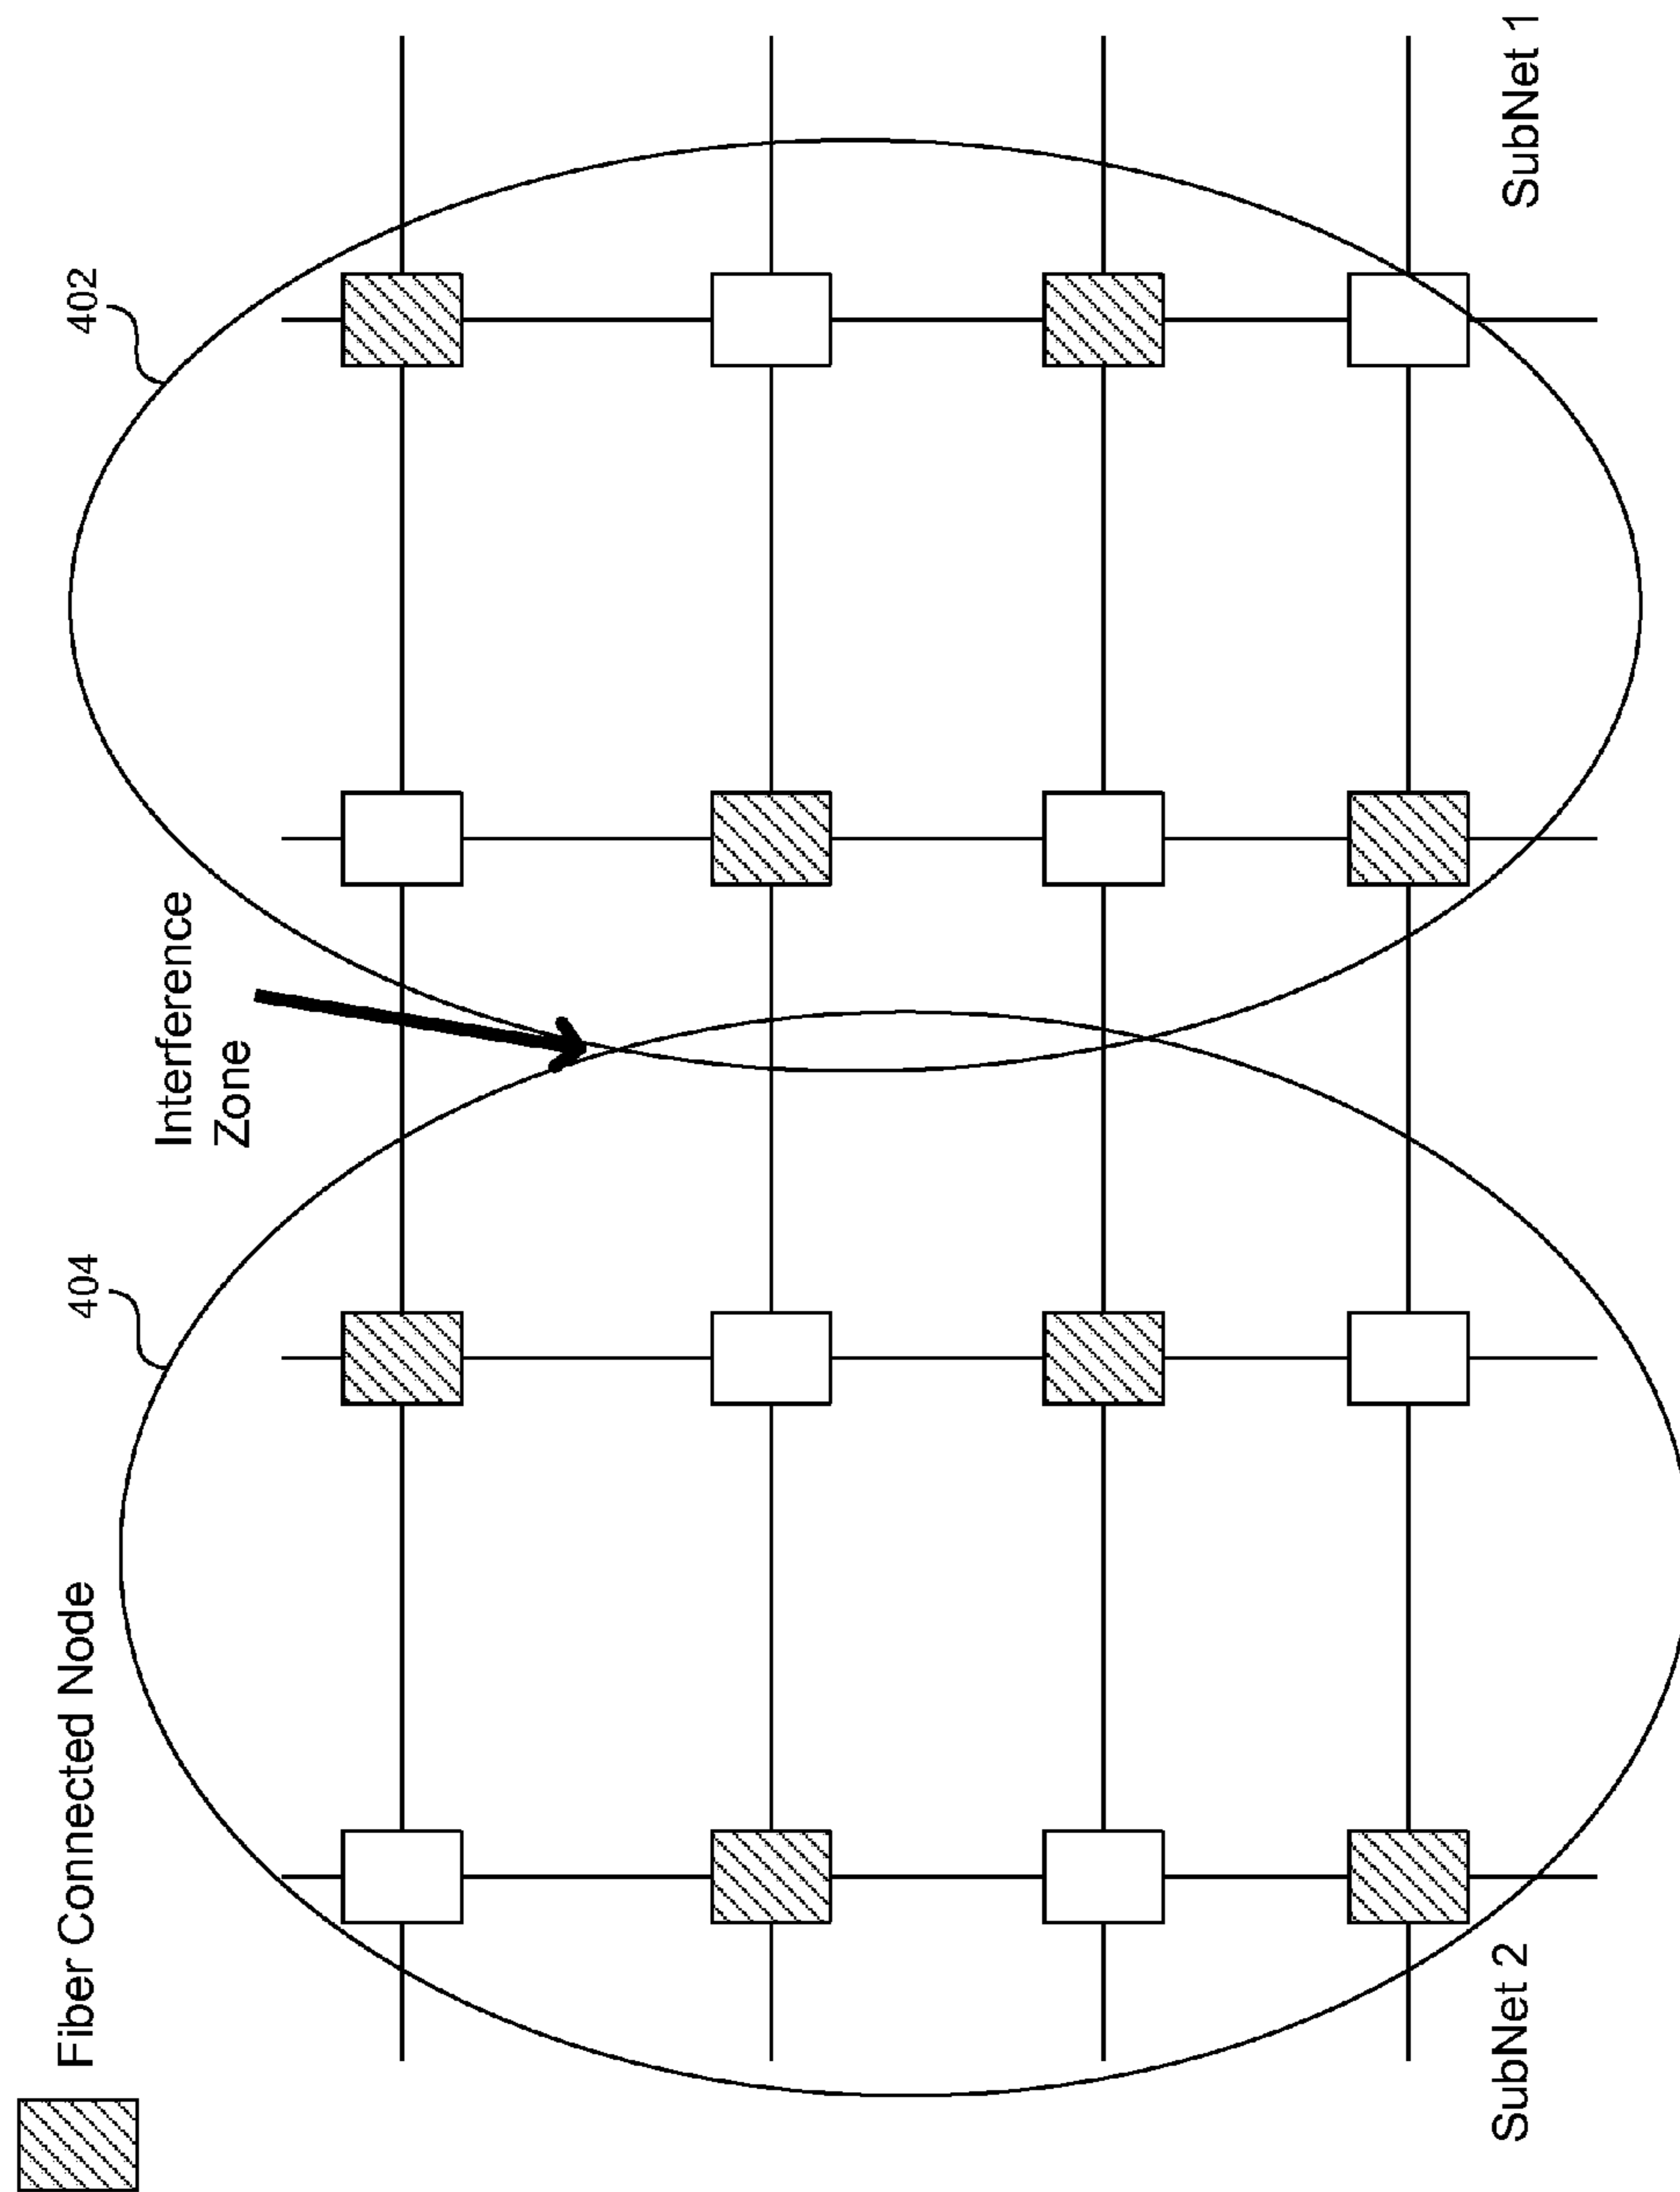 Fiber Connected Node
404
Interference
Zone
402
SubNet 2
SubNet 1